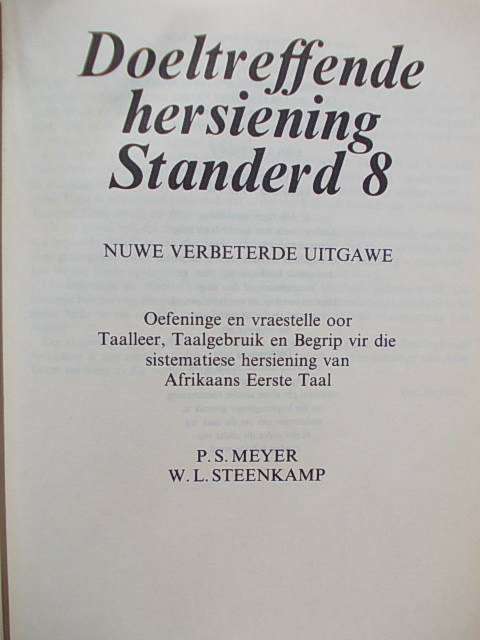 Doeltreffende
hersiening
Standerd 8
NUWE VERBETERDE UITGAWE
Oefeninge en vraestelle oor
Taalleer, Taalgebruik en Begrip vir die
sistematiese hersiening van
Afrikaans Eerste Taal
P. S. MEYER
W. L. STEENKAMP